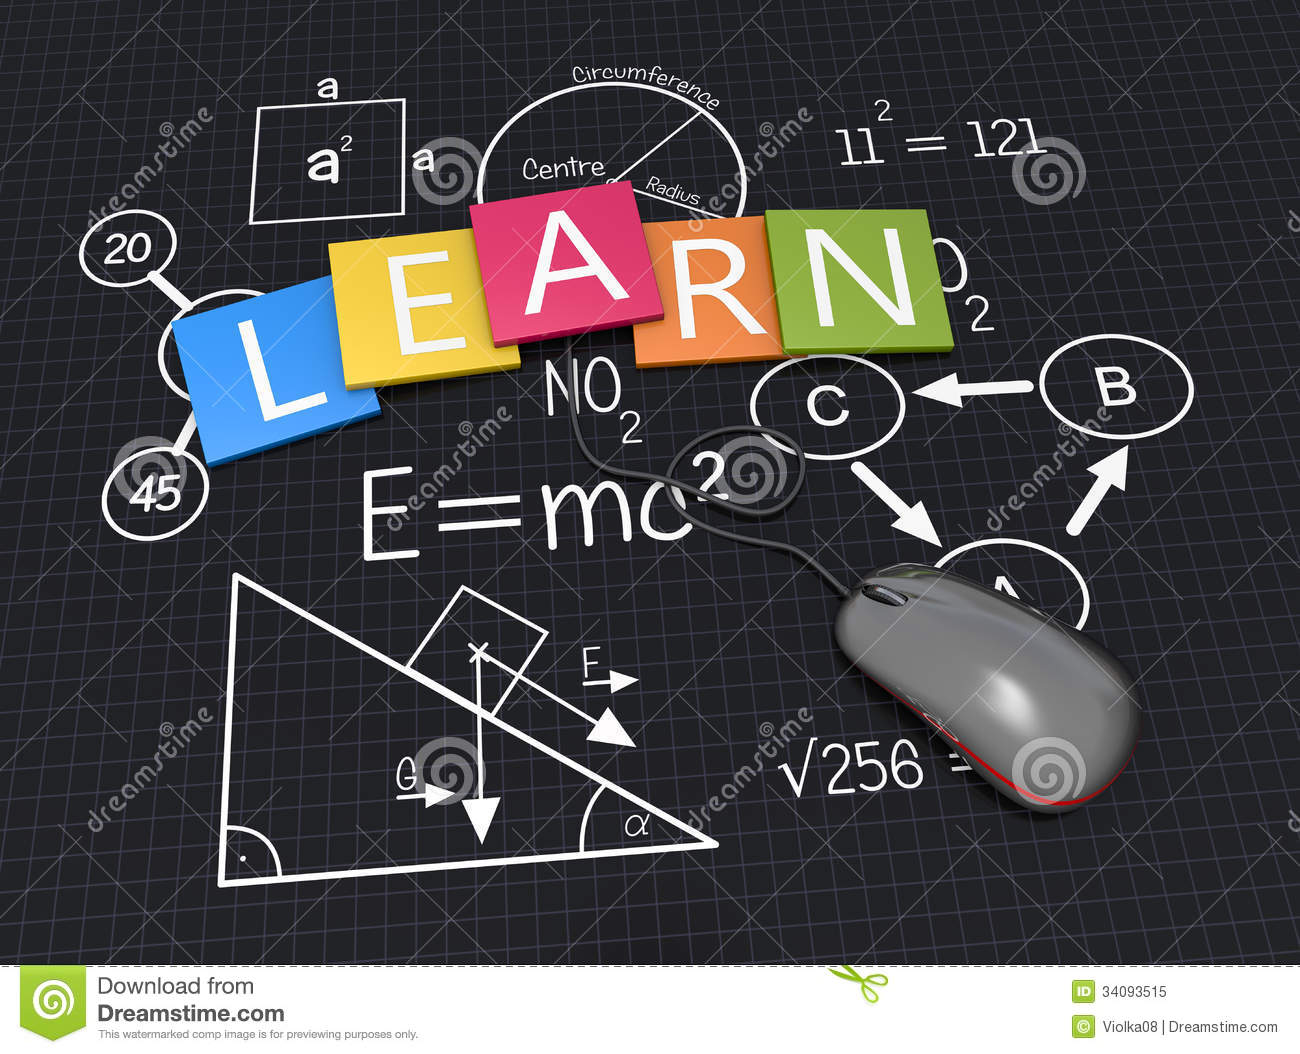 a
a²
a
Circumference
Centre
Radius
11² = 121
20
LEARN
2
NO₂
C
B
45
E=mc²
A
F
G
α
√256 =
dreamstime
Download from
Dreamstime.com
This watermarked comp image is for previewing purposes only.
ID 34093515
© Violka08 | Dreamstime.com